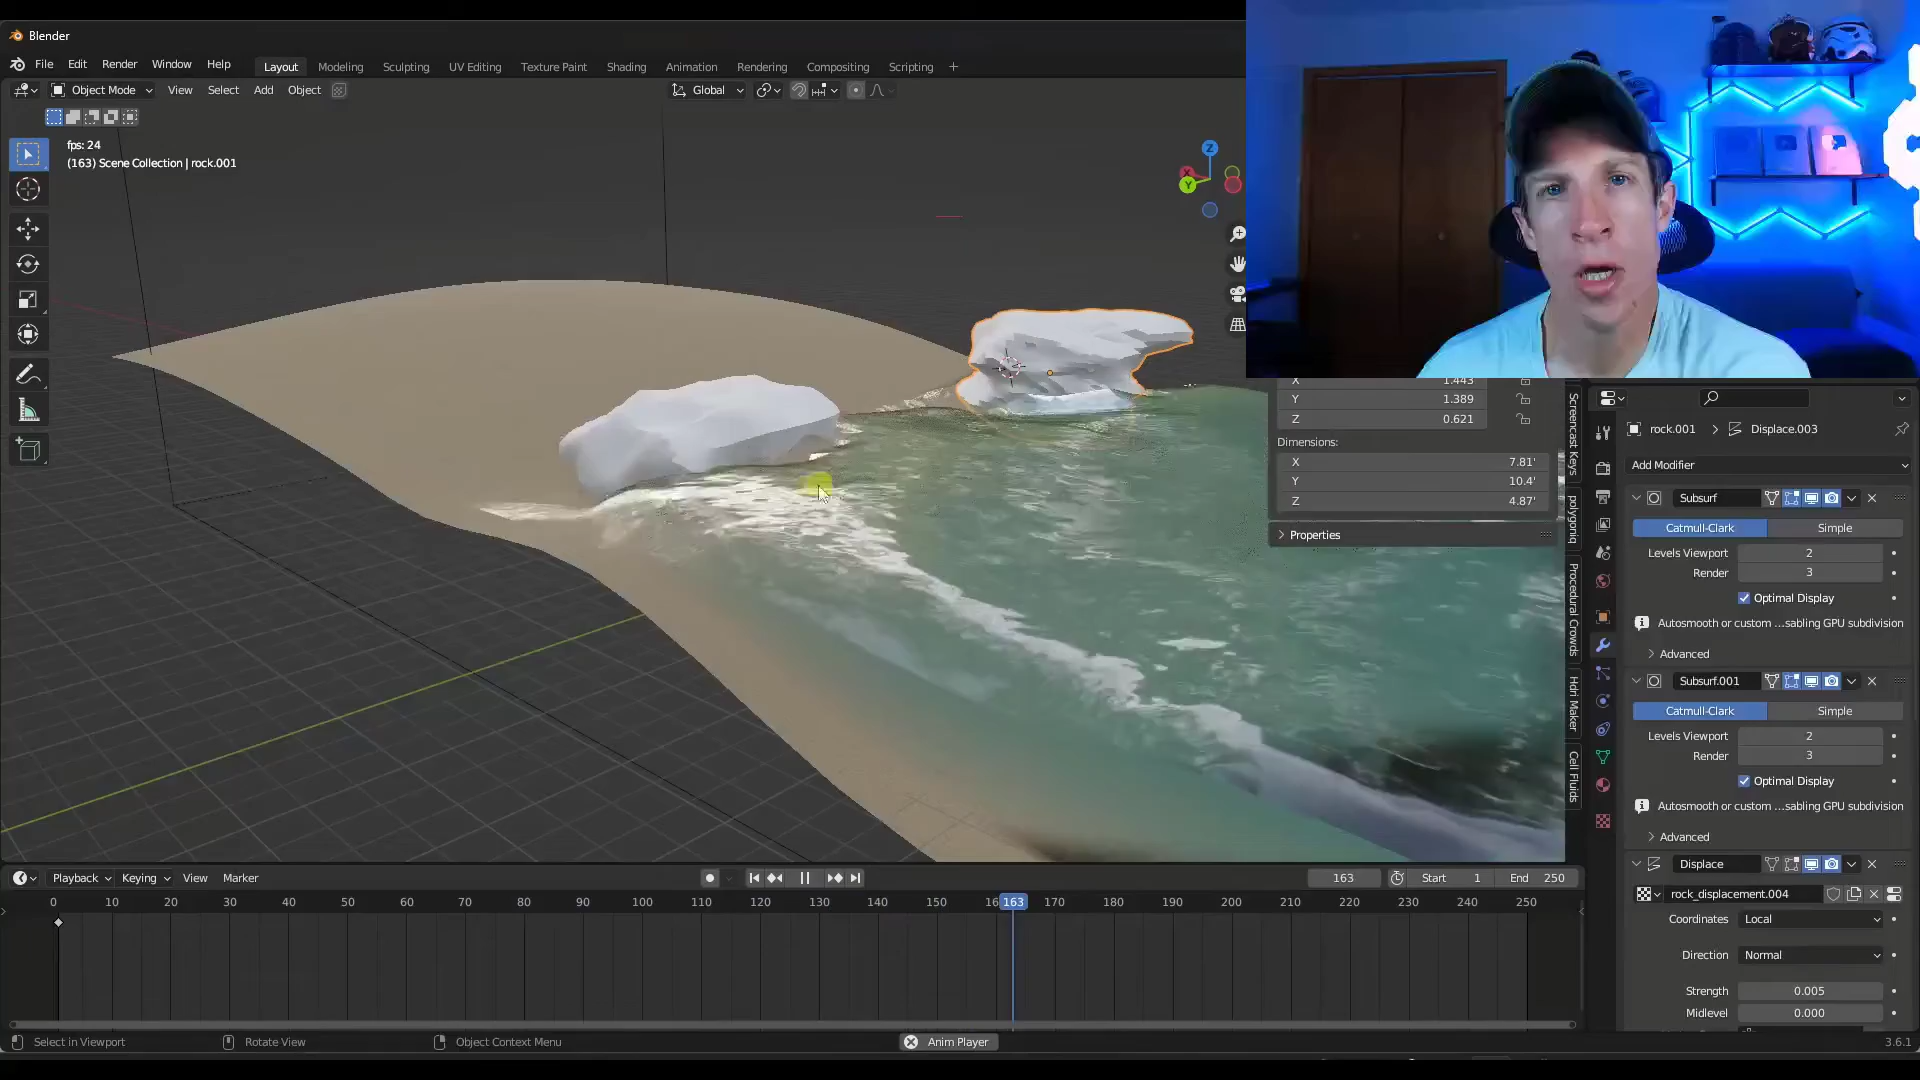 Blender
File Edit Render Window Help Layout Modeling Sculpting UV Editing Texture Paint Shading Animation Rendering Compositing Scripting +
Object Mode View Select Add Object Global
fps: 24
(163) Scene Collection | rock.001
Z
X
Y
X 1.443
Y 1.389
Z 0.621
Dimensions:
X 7.81'
Y 10.4'
Z 4.87'
Properties
Screencast Keys
polygoniq
Procedural Crowds
Hdri Maker
Cell Fluids
rock.001 > Displace.003
Add Modifier
Subsurf
Catmull-Clark Simple
Levels Viewport 2
Render 3
Optimal Display
Autosmooth or custom ...sabling GPU subdivision
Advanced
Subsurf.001
Catmull-Clark Simple
Levels Viewport 2
Render 3
Optimal Display
Autosmooth or custom ...sabling GPU subdivision
Advanced
Displace
rock_displacement.004
Coordinates Local
Direction Normal
Strength 0.005
Midlevel 0.000
Playback Keying View Marker 163 Start 1 End 250
0 10 20 30 40 50 60 70 80 90 100 110 120 130 140 150 16 163 170 180 190 200 210 220 230 240 250
Select in Viewport Rotate View Object Context Menu Anim Player 3.6.1